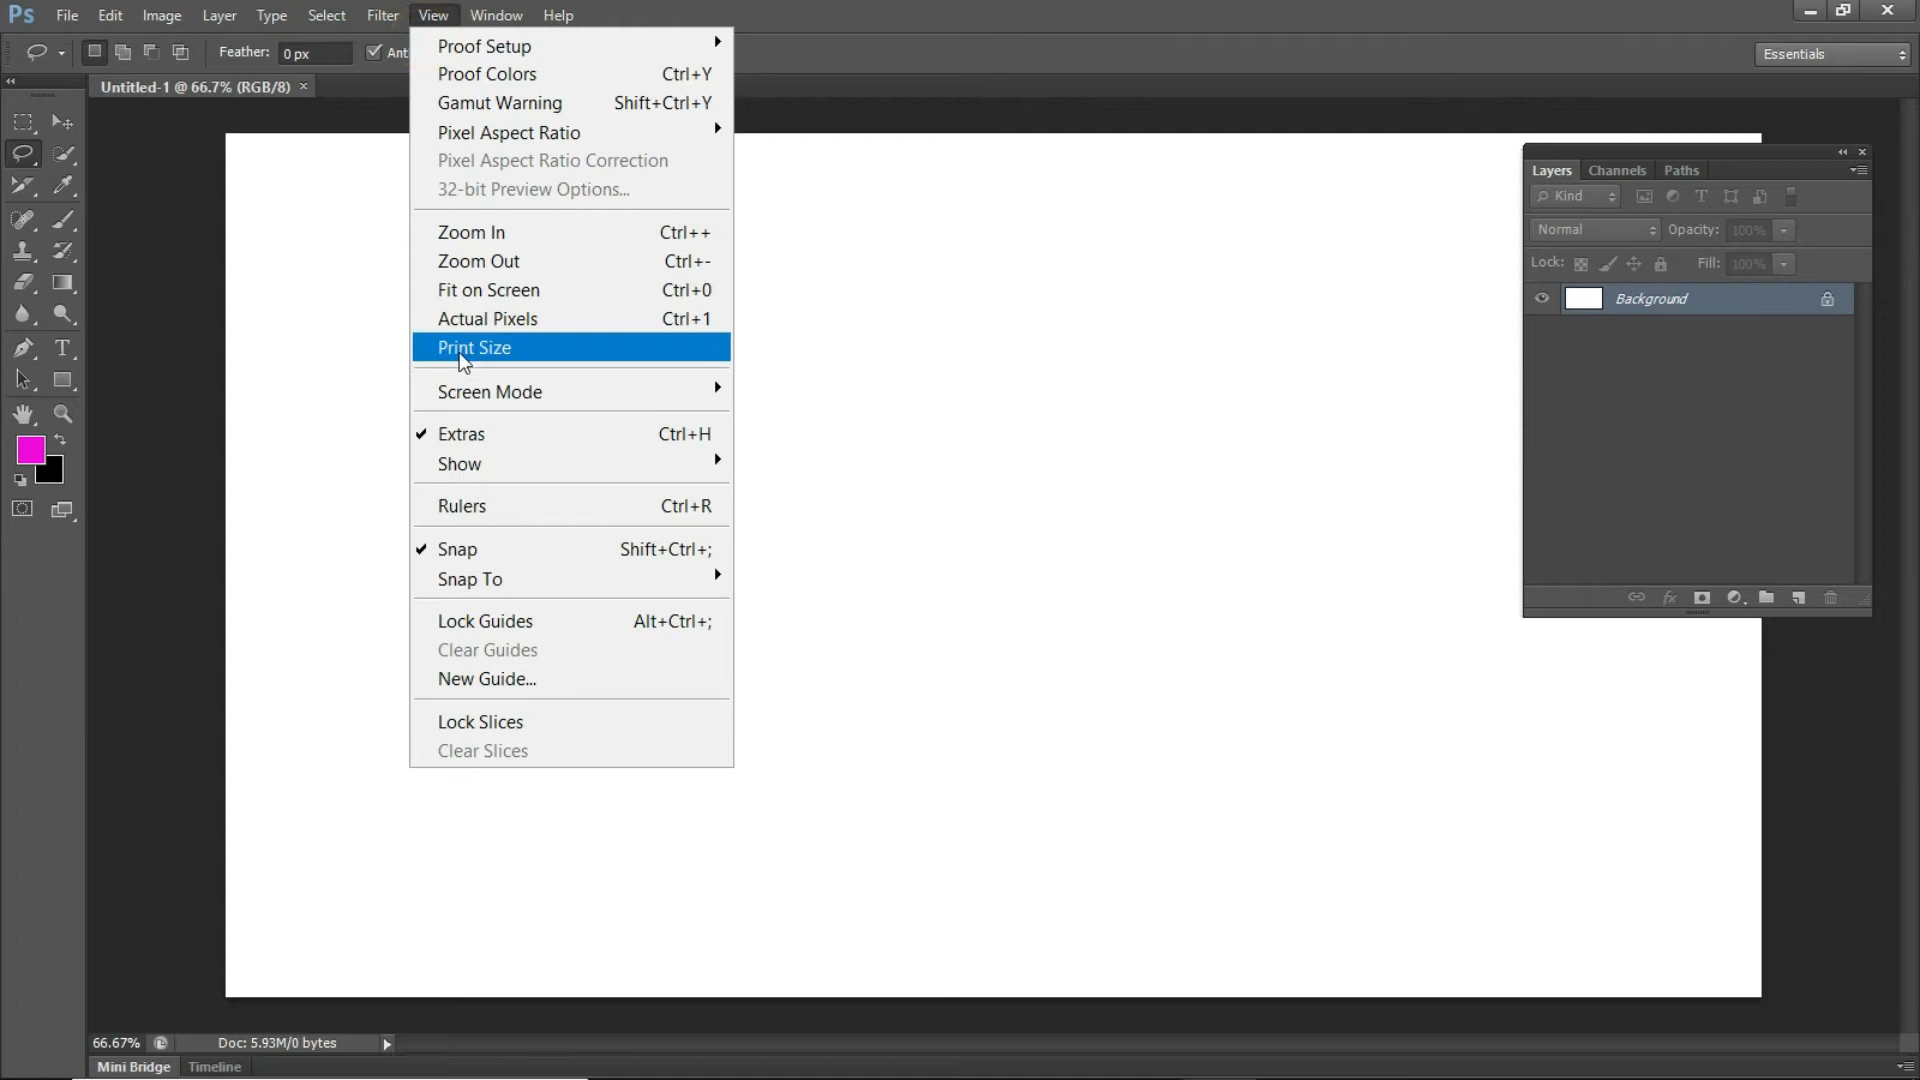 Ps File Edit Image Layer Type Select Filter View Window Help
Feather: 0 px Ant
Essentials
Untitled-1 @ 66.7% (RGB/8) ×
Proof Setup
Proof Colors Ctrl+Y
Gamut Warning Shift+Ctrl+Y
Pixel Aspect Ratio
Pixel Aspect Ratio Correction
32-bit Preview Options...
Zoom In Ctrl++
Zoom Out Ctrl+-
Fit on Screen Ctrl+0
Actual Pixels Ctrl+1
Print Size
Screen Mode
Extras Ctrl+H
Show
Rulers Ctrl+R
Snap Shift+Ctrl+;
Snap To
Lock Guides Alt+Ctrl+;
Clear Guides
New Guide...
Lock Slices
Clear Slices
Layers Channels Paths
Kind
Normal Opacity: 100%
Lock: Fill: 100%
Background
fx
66.67% Doc: 5.93M/0 bytes
Mini Bridge Timeline